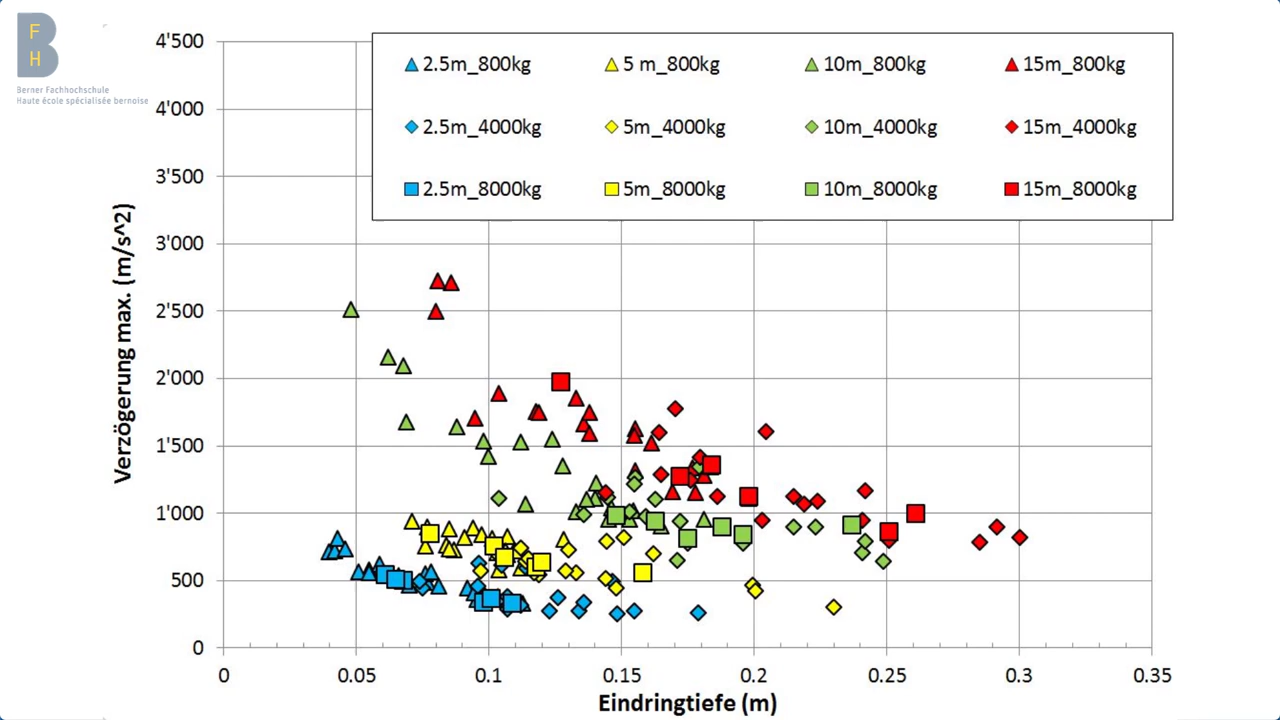 F
H
Berner Fachhochschule
Haute école spécialisée bernoise
2.5m_800kg 5 m_800kg 10m_800kg 15m_800kg
2.5m_4000kg 5m_4000kg 10m_4000kg 15m_4000kg
2.5m_8000kg 5m_8000kg 10m_8000kg 15m_8000kg
Verzögerung max. (m/s^2)
4'500
4'000
3'500
3'000
2'500
2'000
1'500
1'000
500
0
0 0.05 0.1 0.15 0.2 0.25 0.3 0.35
Eindringtiefe (m)